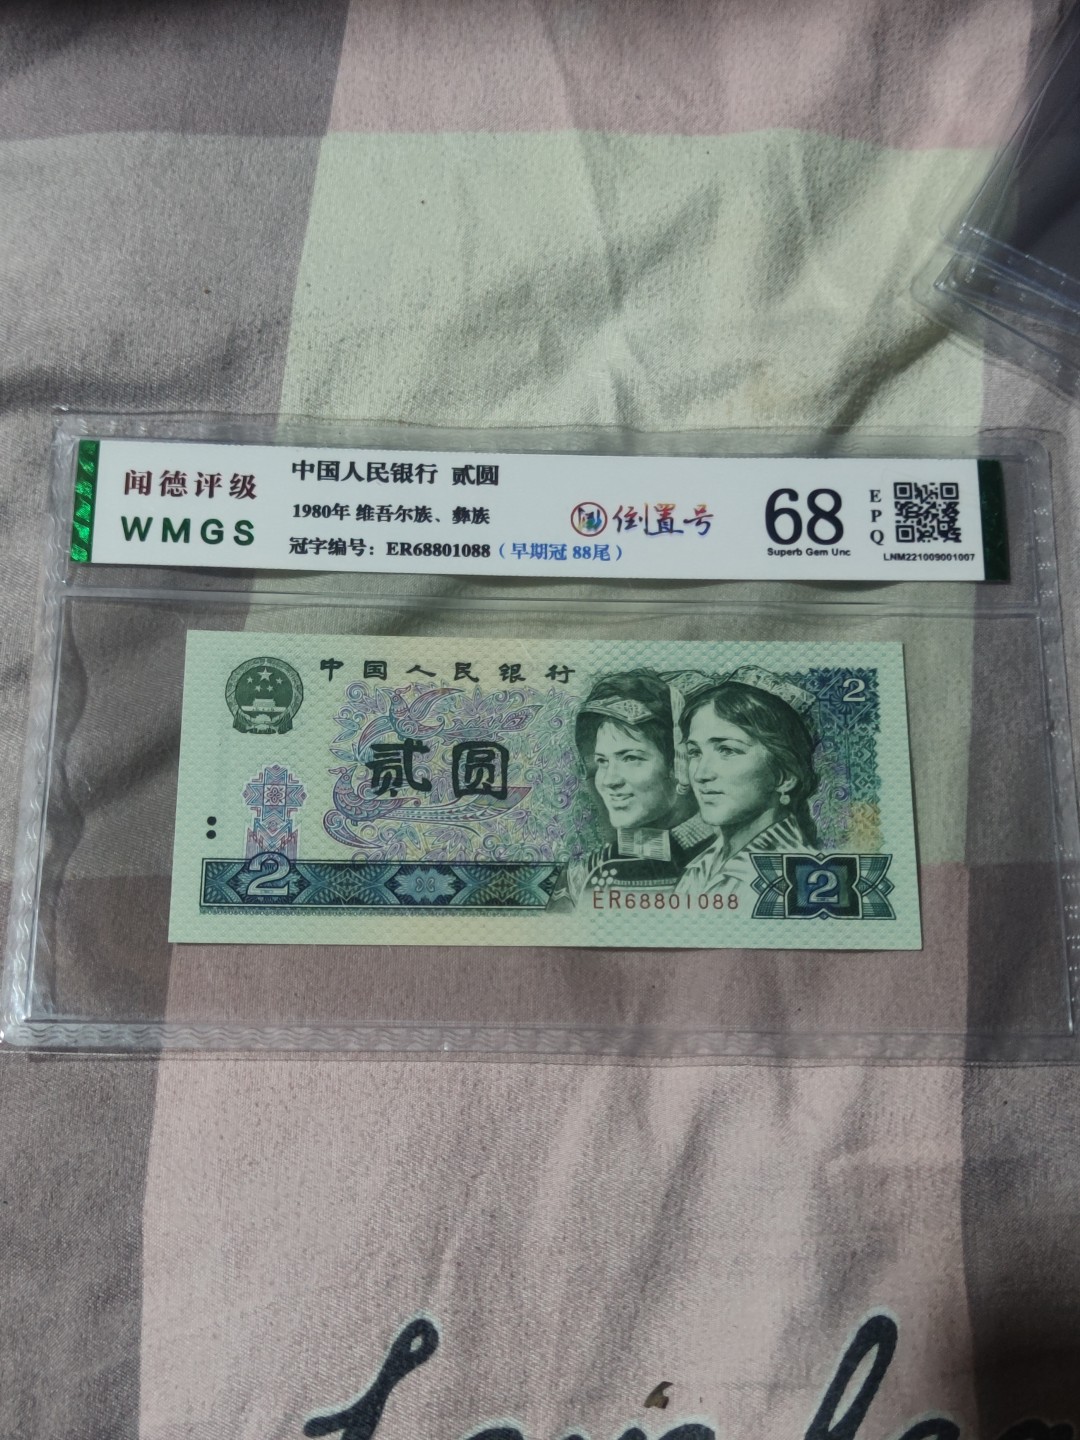 闻德评级
WMGS
中国人民银行 贰圆
1980年 维吾尔族、彝族
冠字编号：ER68801088（早期冠 88尾）
倒置号
68
Superb Gem Unc
EPQ
LNM221009001007
中国人民银行
贰圆
2
2
ER68801088
2